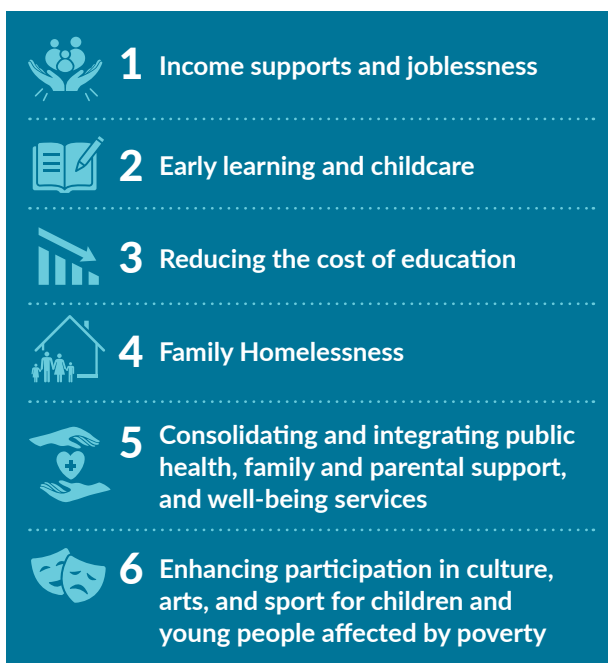 1 Income supports and joblessness
2 Early learning and childcare
3 Reducing the cost of education
4 Family Homelessness
5 Consolidating and integrating public
health, family and parental support,
and well-being services
6 Enhancing participation in culture,
arts, and sport for children and
young people affected by poverty